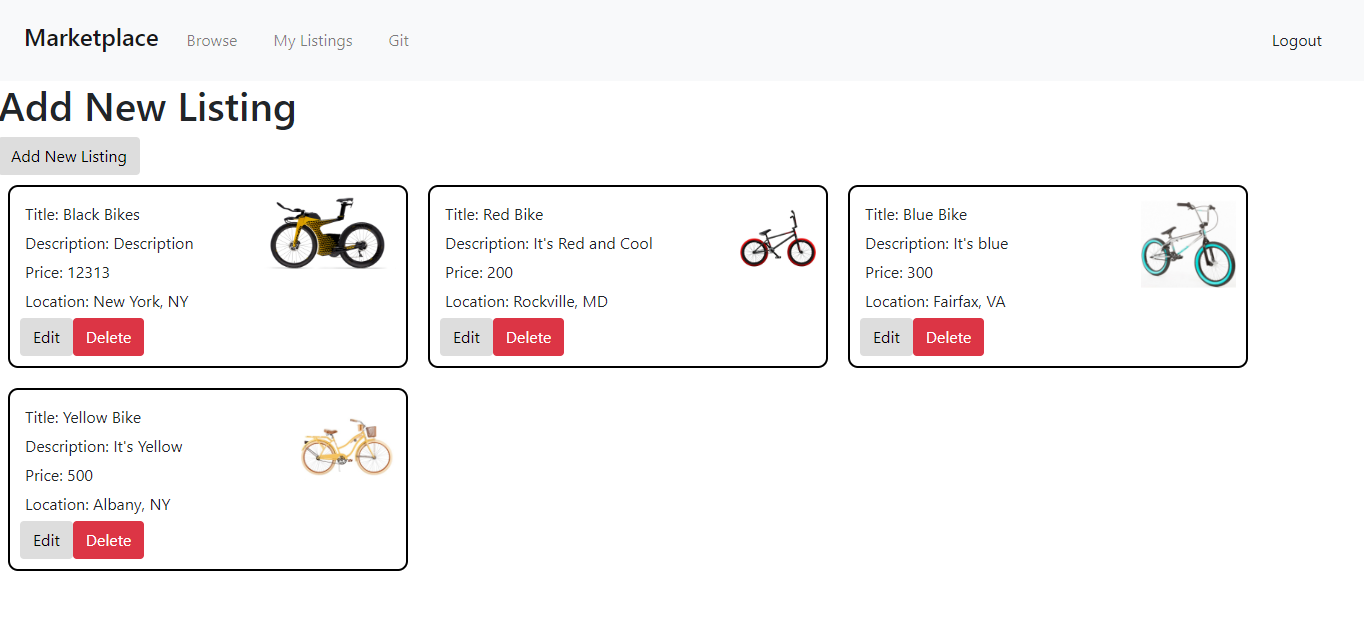 Marketplace Browse My Listings Git Logout
Add New Listing
Add New Listing
Title: Black Bikes
Description: Description
Price: 12313
Location: New York, NY
Edit Delete
Title: Red Bike
Description: It's Red and Cool
Price: 200
Location: Rockville, MD
Edit Delete
Title: Blue Bike
Description: It's blue
Price: 300
Location: Fairfax, VA
Edit Delete
Title: Yellow Bike
Description: It's Yellow
Price: 500
Location: Albany, NY
Edit Delete